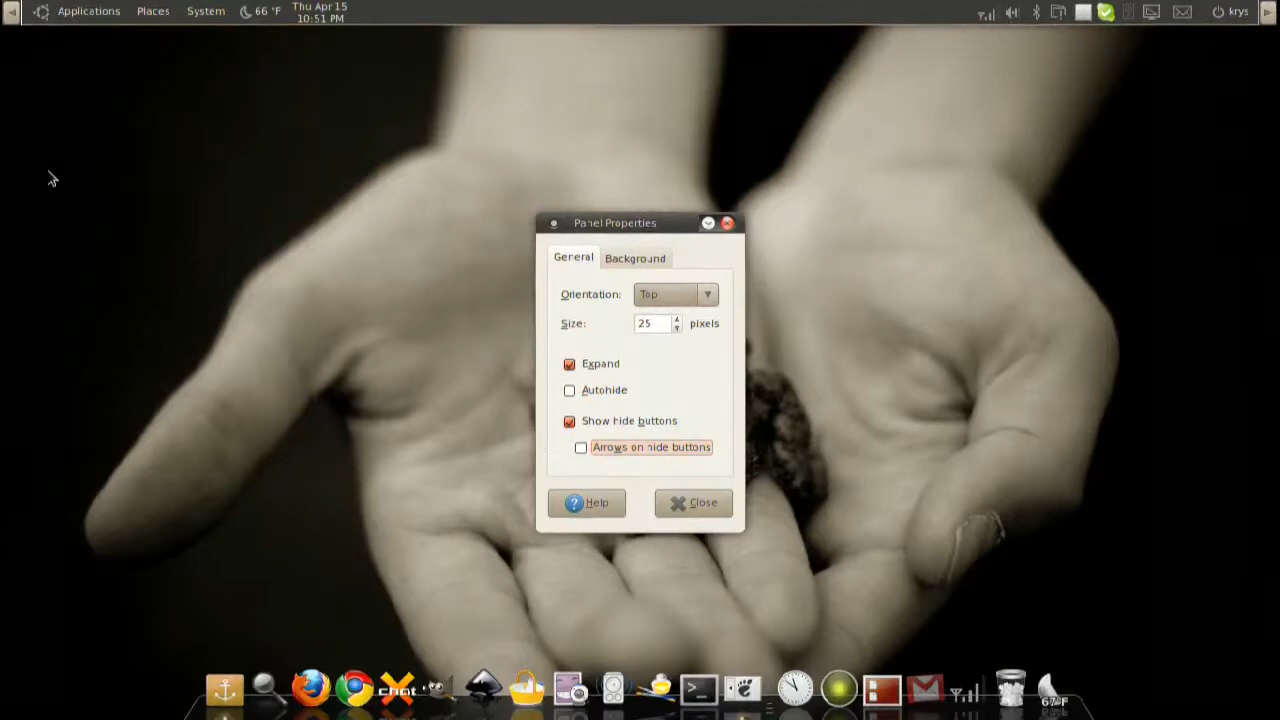 Applications Places System 66 °F Thu Apr 15
10:51 PM
krys
Panel Properties
General Background
Orientation: Top
Size: 25 pixels
Expand
Autohide
Show hide buttons
Arrows on hide buttons
Help Close
chat
67°F